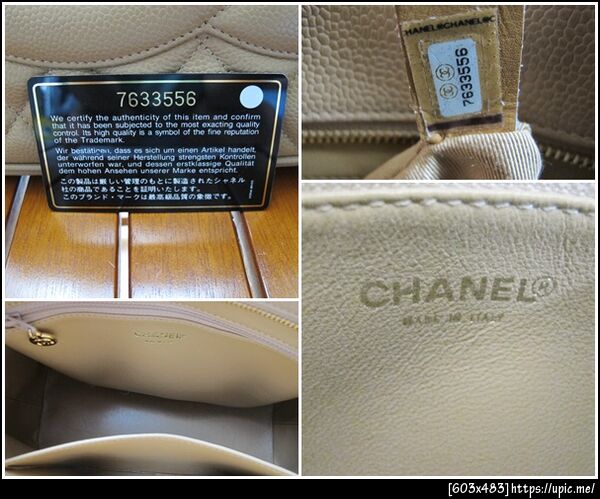 7633556
We certify the authenticity of this item and confirm
that it has been subjected to the most exacting quality
control. Its high quality is a symbol of the fine reputation
of the Trademark.
Wir bestätigen, dass es sich um einen Artikel handelt,
der während seiner Herstellung strengsten Kontrollen
unterworfen war, und dessen erstklassige Qualität
dem hohen Ansehen unserer Marke entspricht.
この製品は厳しい管理のもとに製造されたシャネル
社の商品であることを証明いたします。
このブランド・マークは最高級品質の象徴です。
HANEL©CHANEL©
7633556
CHANEL®
MADE IN ITALY
CHANEL
[603x483]https://upic.me/